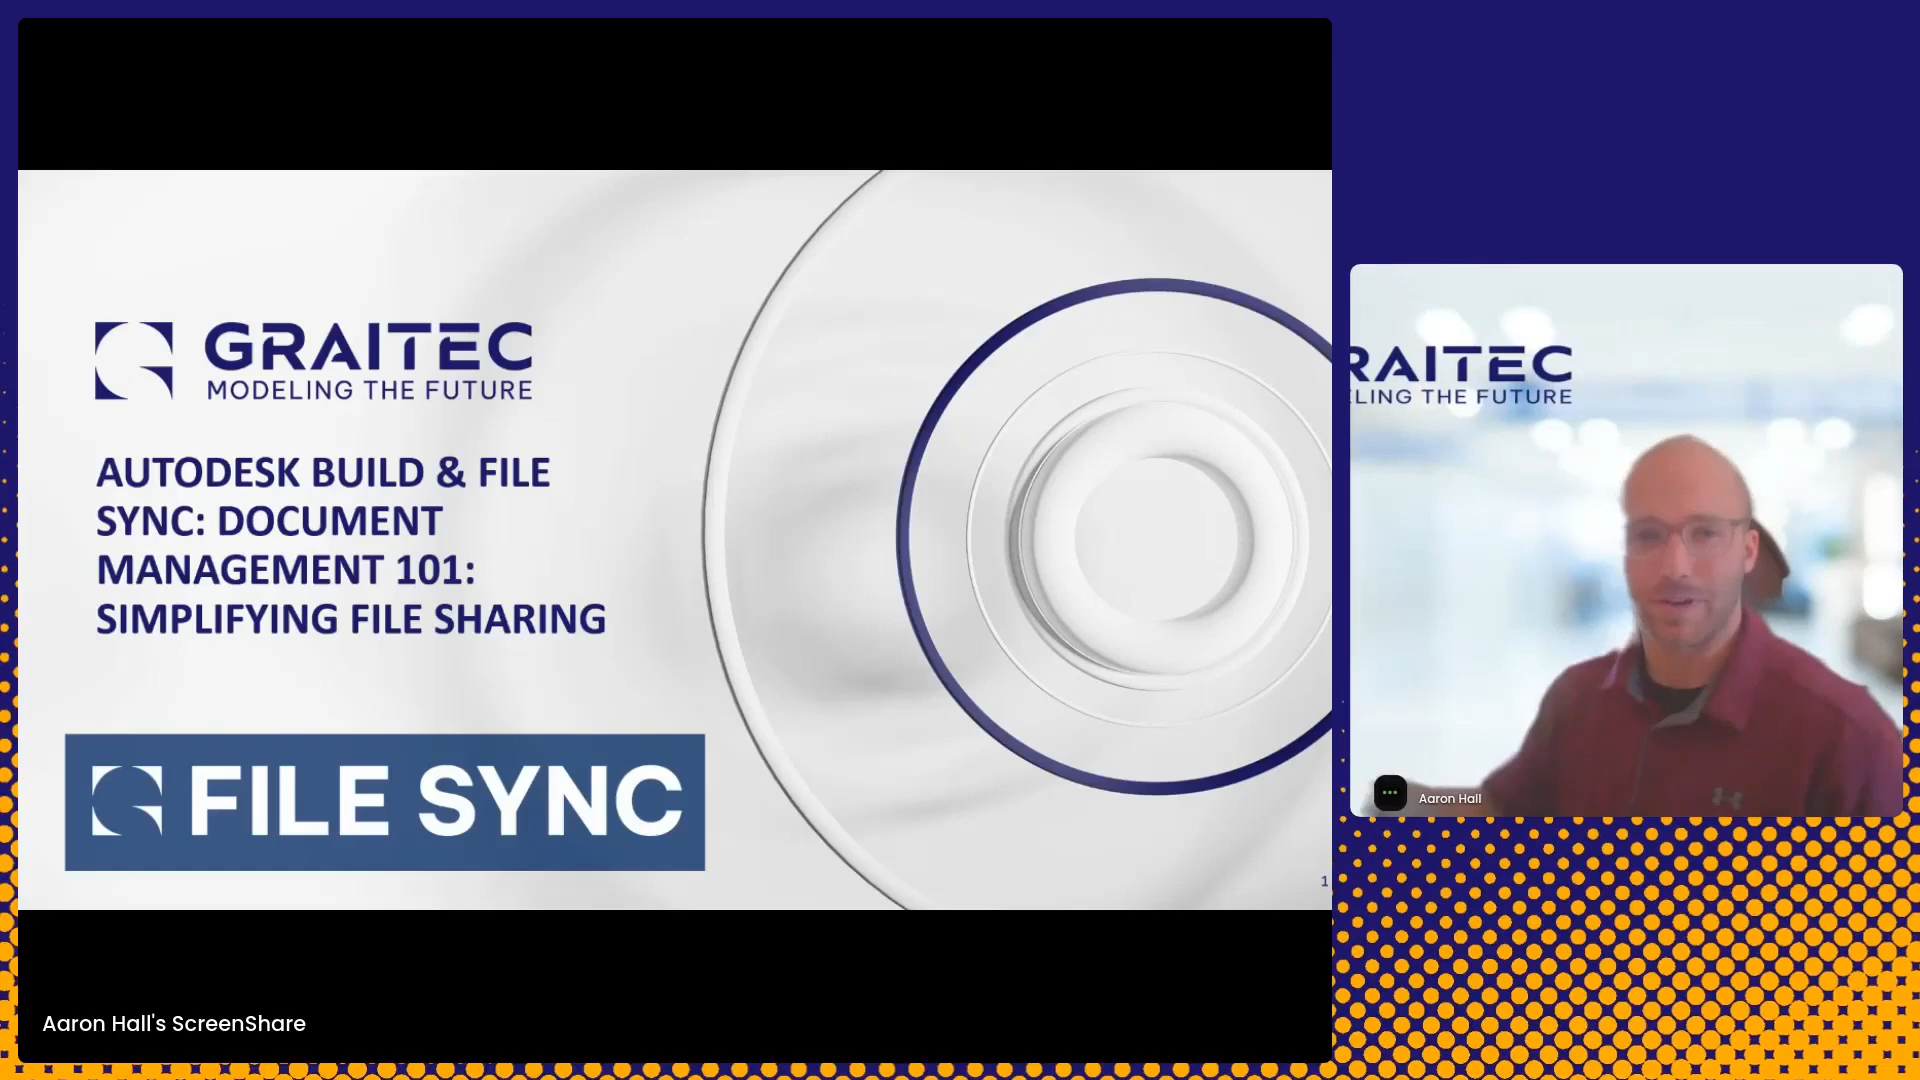 GRAITEC
MODELING THE FUTURE
AUTODESK BUILD & FILE
SYNC: DOCUMENT
MANAGEMENT 101:
SIMPLIFYING FILE SHARING
FILE SYNC
1
Aaron Hall's ScreenShare
RAITEC
LING THE FUTURE
Aaron Hall